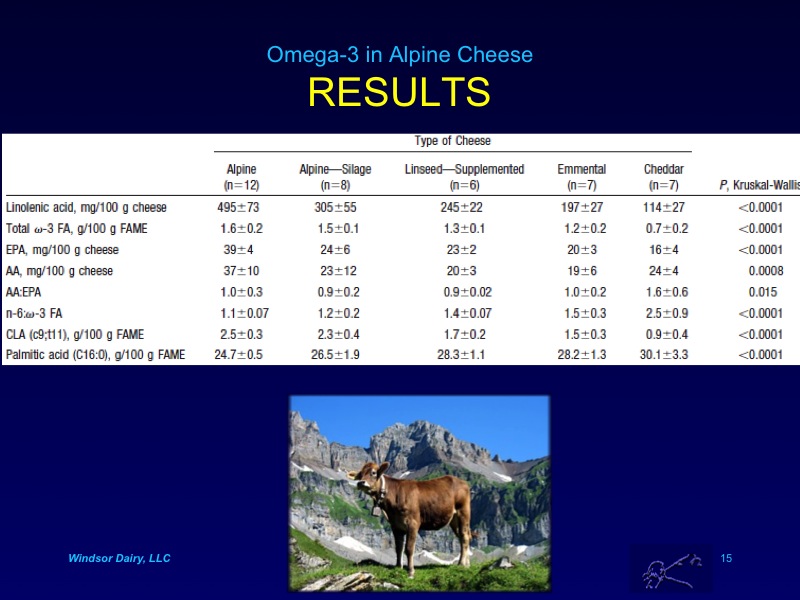 Omega-3 in Alpine Cheese
RESULTS
Type of Cheese
Alpine Alpine—Silage Linseed—Supplemented Emmental Cheddar
(n=12) (n=8) (n=6) (n=7) (n=7) P, Kruskal-Wallis
Linolenic acid, mg/100 g cheese 495±73 305±55 245±22 197±27 114±27 <0.0001
Total ω-3 FA, g/100 g FAME 1.6±0.2 1.5±0.1 1.3±0.1 1.2±0.2 0.7±0.2 <0.0001
EPA, mg/100 g cheese 39±4 24±6 23±2 20±3 16±4 <0.0001
AA, mg/100 g cheese 37±10 23±12 20±3 19±6 24±4 0.0008
AA:EPA 1.0±0.3 0.9±0.2 0.9±0.02 1.0±0.2 1.6±0.6 0.015
n-6:ω-3 FA 1.1±0.07 1.2±0.2 1.4±0.07 1.5±0.3 2.5±0.9 <0.0001
CLA (c9;t11), g/100 g FAME 2.5±0.3 2.3±0.4 1.7±0.2 1.5±0.3 0.9±0.4 <0.0001
Palmitic acid (C16:0), g/100 g FAME 24.7±0.5 26.5±1.9 28.3±1.1 28.2±1.3 30.1±3.3 <0.0001
Windsor Dairy, LLC 15